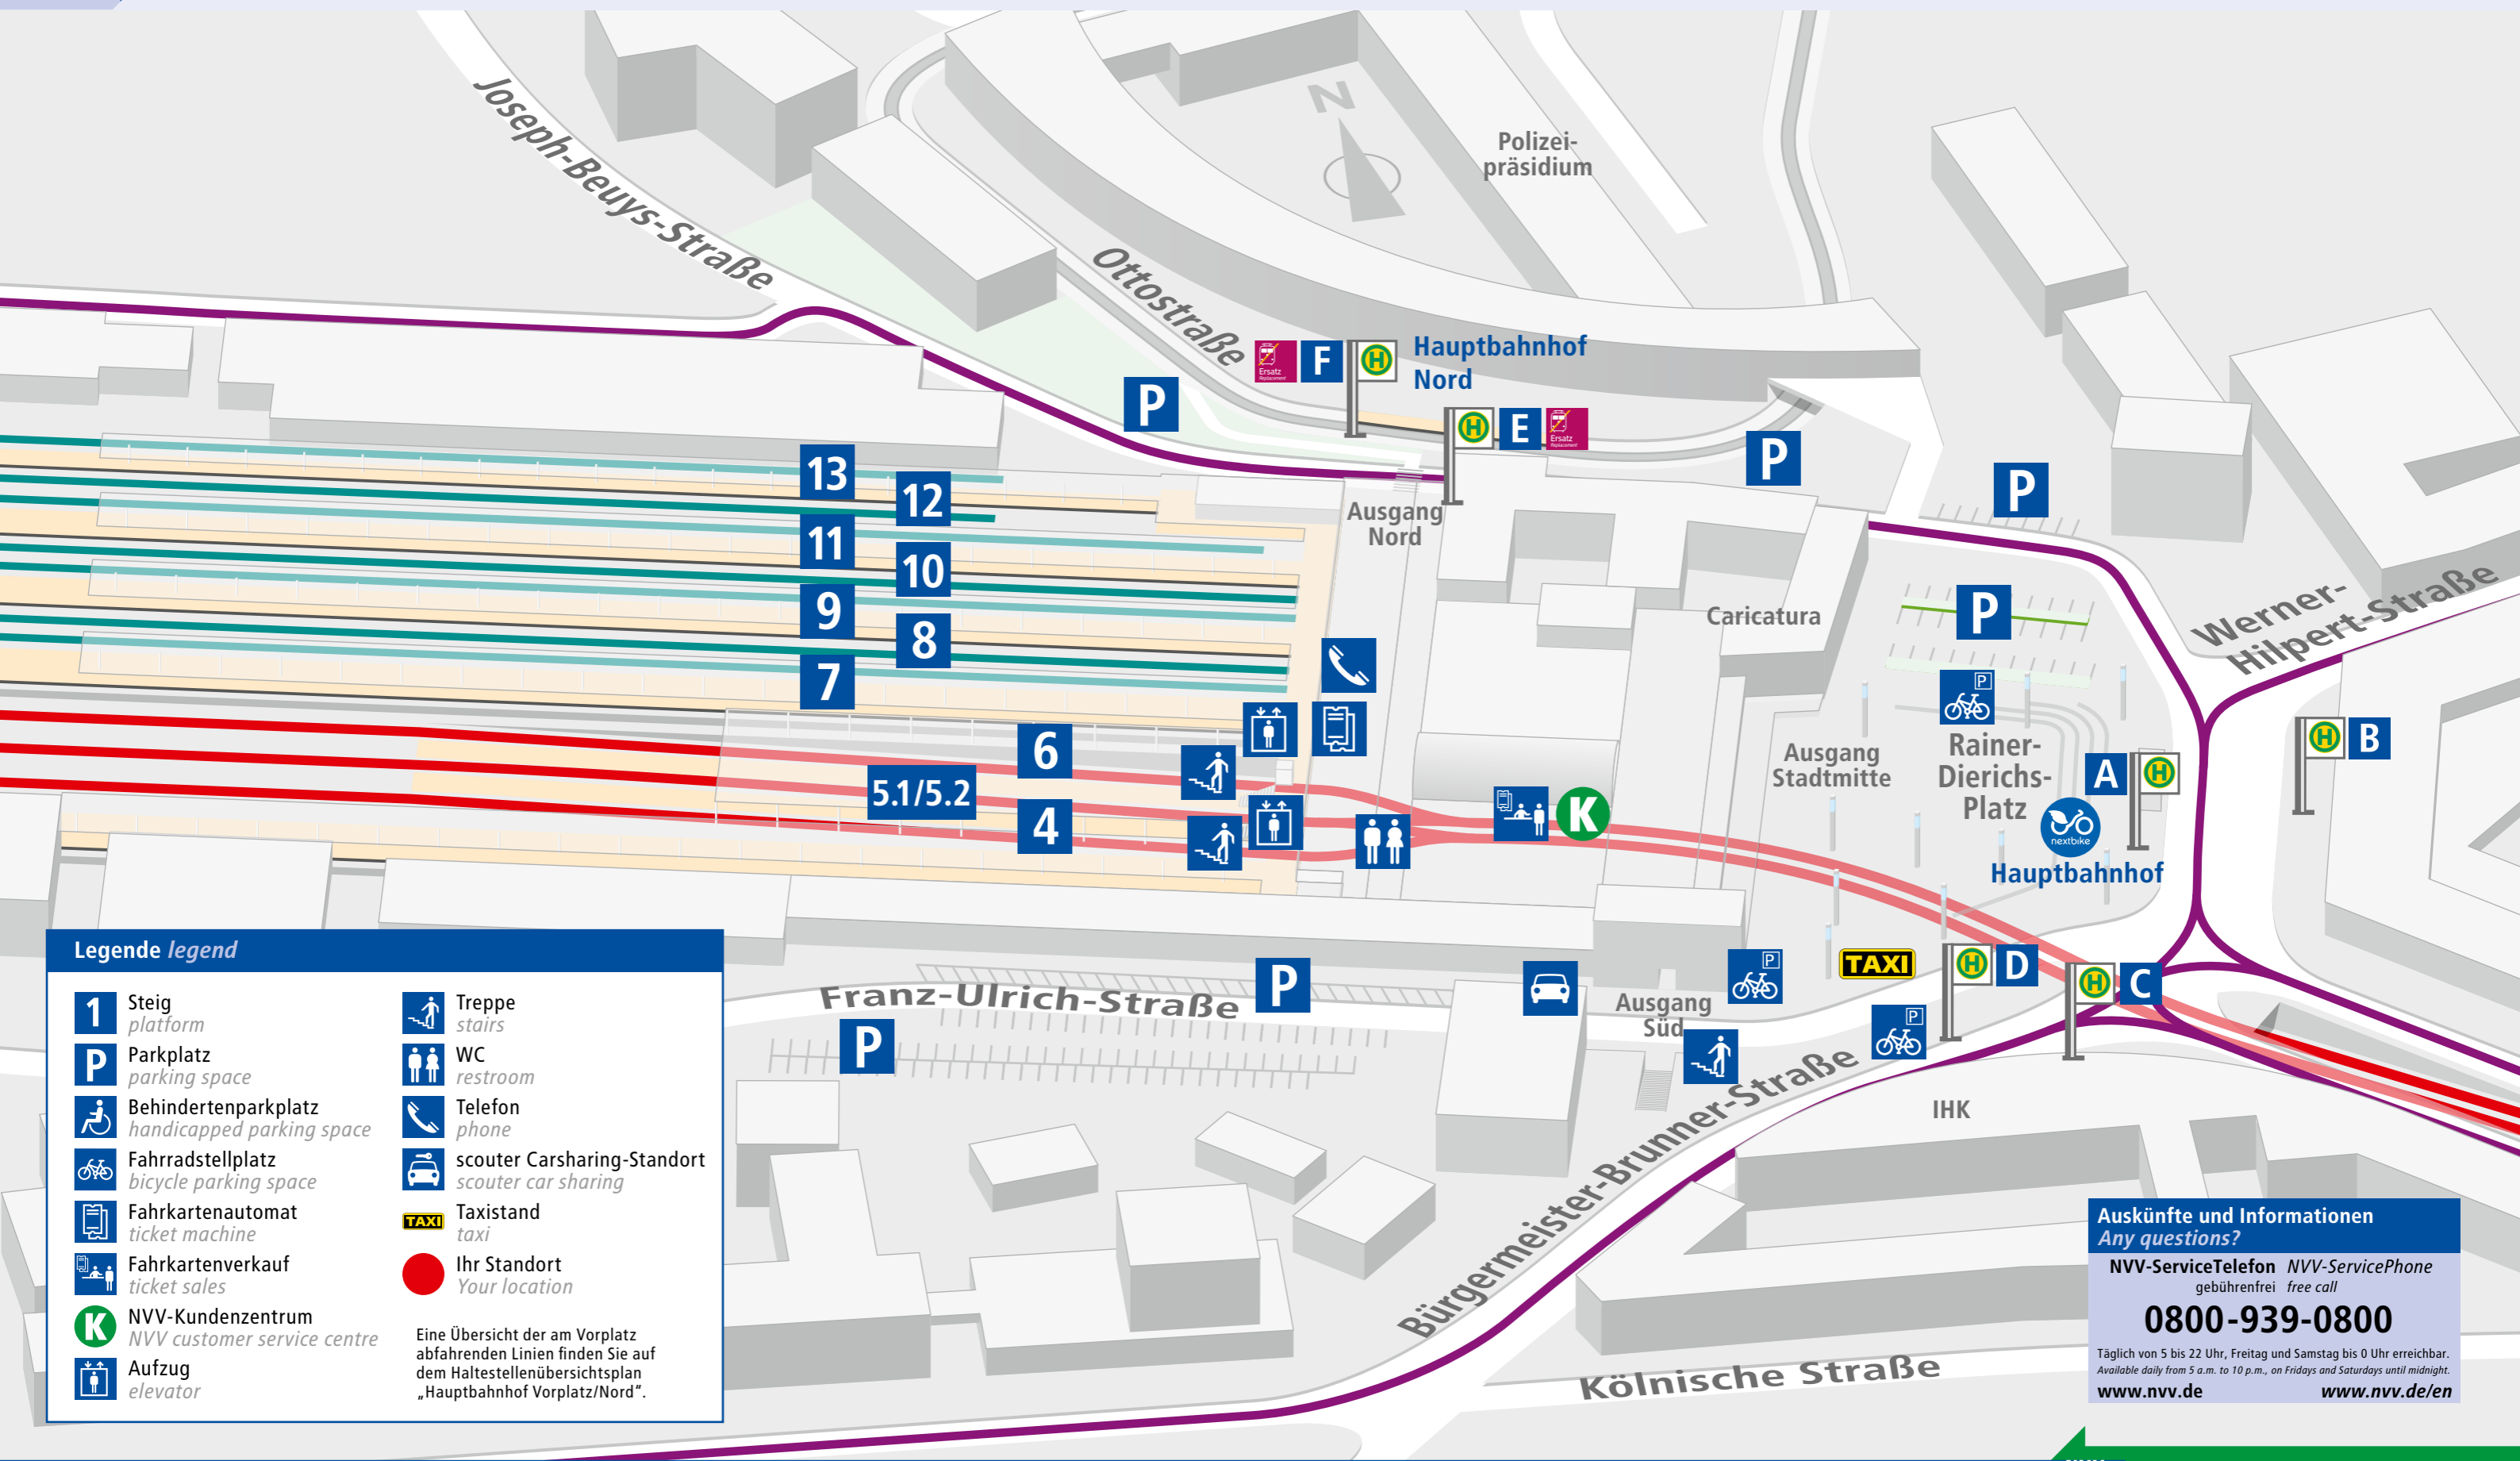 Joseph-Beuys-Straße
N
Polizei-
präsidium
Ottostraße
Ersatz
Replacement
F
H
Hauptbahnhof
Nord
P
H
E
Ersatz
Replacement
P
P
13
12
11
10
9
8
7
6
5.1/5.2
4
Ausgang
Nord
Caricatura
P
Werner-
Hilpert-Straße
P
Ausgang
Stadtmitte
Rainer-
Dierichs-
Platz
A
H
H
B
K
nextbike
Hauptbahnhof
P
TAXI
H
D
H
C
P
Franz-Ulrich-Straße
P
P
Ausgang
Süd
Bürgermeister-Brunner-Straße
IHK
Kölnische Straße
Legende legend
1
Steig
platform
P
Parkplatz
parking space
Behindertenparkplatz
handicapped parking space
Fahrradstellplatz
bicycle parking space
Fahrkartenautomat
ticket machine
Fahrkartenverkauf
ticket sales
K
NVV-Kundenzentrum
NVV customer service centre
Aufzug
elevator
Treppe
stairs
WC
restroom
Telefon
phone
scouter Carsharing-Standort
scouter car sharing
TAXI
Taxistand
taxi
Ihr Standort
Your location
Eine Übersicht der am Vorplatz
abfahrenden Linien finden Sie auf
dem Haltestellenübersichtsplan
„Hauptbahnhof Vorplatz/Nord“.
Auskünfte und Informationen
Any questions?
NVV-ServiceTelefon NVV-ServicePhone
gebührenfrei free call
0800-939-0800
Täglich von 5 bis 22 Uhr, Freitag und Samstag bis 0 Uhr erreichbar.
Available daily from 5 a.m. to 10 p.m., on Fridays and Saturdays until midnight.
www.nvv.de www.nvv.de/en